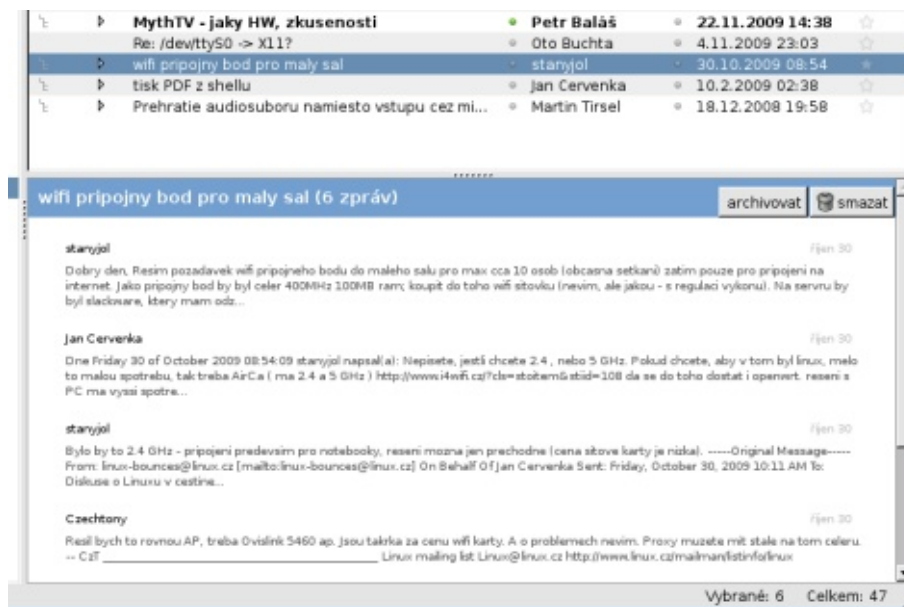 MythTV - jaky HW, zkusenosti Petr Baláš 22.11.2009 14:38
Re: /dev/ttyS0 -> X11? Oto Buchta 4.11.2009 23:03
wifi pripojny bod pro maly sal stanyjol 30.10.2009 08:54
tisk PDF z shellu Jan Cervenka 10.2.2009 02:38
Prehratie audiosuboru namiesto vstupu cez mi... Martin Tirsel 18.12.2008 19:58
wifi pripojny bod pro maly sal (6 zpráv) archivovat smazat
stanyjol říjen 30
Dobry den, Resim pozadavek wifi pripojneho bodu do maleho salu pro max cca 10 osob (obcasna setkani) zatim pouze pro pripojeni na
internet. Jako pripojny bod by byl celer 400MHz 100MB ram; koupit do toho wifi sitovku (nevim, ale jakou - s regulaci vykonu). Na servru by
byl slackware, ktery mam odz...
Jan Cervenka říjen 30
Dne Friday 30 of October 2009 08:54:09 stanyjol napsal(a): Nepisete, jestli chcete 2.4 , nebo 5 GHz. Pokud chcete, aby v tom byl linux, melo
to malou spotrebu, tak treba AirCa ( ma 2.4 a 5 GHz ) http://www.i4wifi.cz/?cls=stoitem&stiid=108 da se do toho dostat i openwrt. reseni s
PC ma vyssi spotre...
stanyjol říjen 30
Bylo by to 2.4 GHz - pripojeni predevsim pro notebooky, reseni mozna jen prechodne (cena sitove karty je nizka). -----Original Message-----
From: linux-bounces@linux.cz [mailto:linux-bounces@linux.cz] On Behalf Of Jan Cervenka Sent: Friday, October 30, 2009 10:11 AM To:
Diskuse o Linuxu v cestine...
Czechtony říjen 30
Resil bych to rovnou AP, treba Ovislink 5460 ap. Jsou takrka za cenu wifi karty. A o problemech nevim. Proxy muzete mit stale na tom celeru.
-- CzT _______________________________________________ Linux mailing list Linux@linux.cz http://www.linux.cz/mailman/listinfo/linux
Vybrané: 6 Celkem: 47